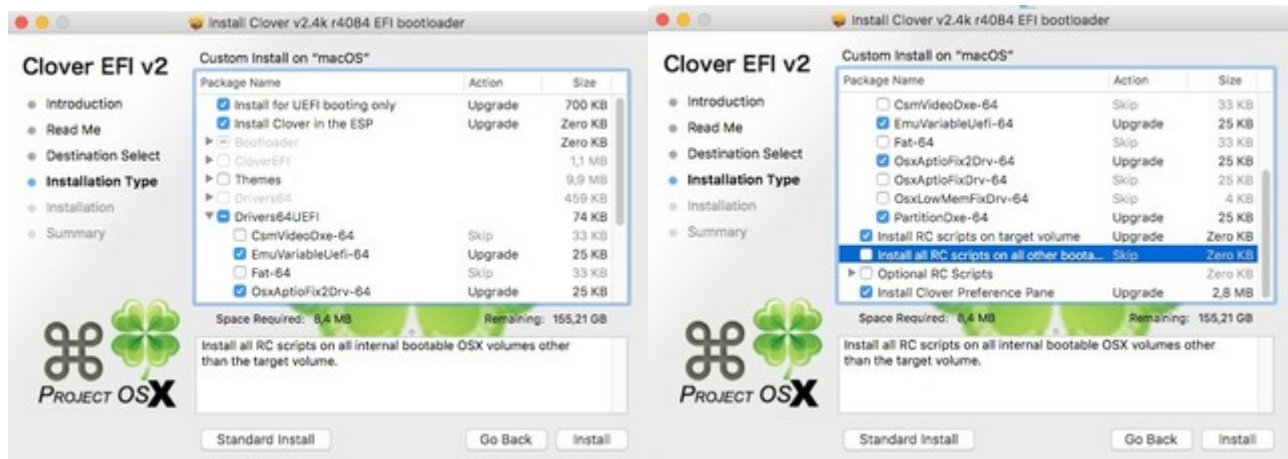 Install Clover v2.4k r4084 EFI bootloader
Clover EFI v2
Introduction
Read Me
Destination Select
Installation Type
Installation
Summary
Custom Install on "macOS"
Package Name Action Size
Install for UEFI booting only Upgrade 700 KB
Install Clover in the ESP Upgrade Zero KB
Bootloader Zero KB
CloverEFI 1,1 MB
Themes 9,9 MB
Drivers64 459 KB
Drivers64UEFI 74 KB
CsmVideoDxe-64 Skip 33 KB
EmuVariableUefi-64 Upgrade 25 KB
Fat-64 Skip 33 KB
OsxAptioFix2Drv-64 Upgrade 25 KB
Space Required: 8,4 MB Remaining: 155,21 GB
Install all RC scripts on all internal bootable OSX volumes other
than the target volume.
PROJECT OSX
Standard Install Go Back Install
Install Clover v2.4k r4084 EFI bootloader
Clover EFI v2
Introduction
Read Me
Destination Select
Installation Type
Installation
Summary
Custom Install on "macOS"
Package Name Action Size
CsmVideoDxe-64 Skip 33 KB
EmuVariableUefi-64 Upgrade 25 KB
Fat-64 Skip 33 KB
OsxAptioFix2Drv-64 Upgrade 25 KB
OsxAptioFixDrv-64 Skip 25 KB
OsxLowMemFixDrv-64 Skip 4 KB
PartitionDxe-64 Upgrade 25 KB
Install RC scripts on target volume Upgrade Zero KB
Install all RC scripts on all other boota... Skip Zero KB
Optional RC Scripts Zero KB
Install Clover Preference Pane Upgrade 2,8 MB
Space Required: 8,4 MB Remaining: 155,21 GB
Install all RC scripts on all internal bootable OSX volumes other
than the target volume.
PROJECT OSX
Standard Install Go Back Install